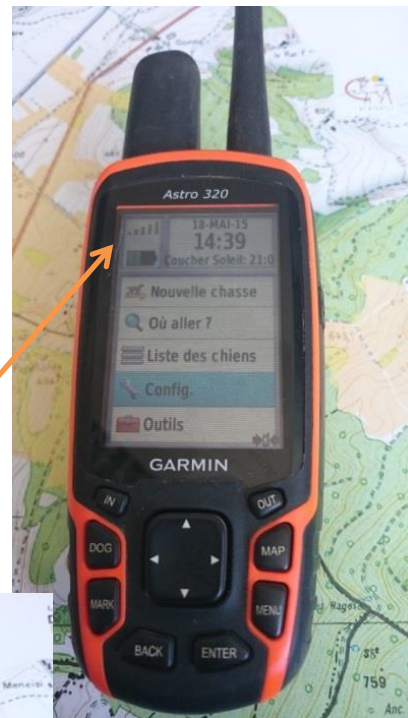 Astro 320
18-MAI-15
14:39
Coucher Soleil: 21:0
Nouvelle chasse
Où aller ?
Liste des chiens
Config.
Outils
GARMIN
IN
OUT
DOG
MAP
MARK
MENU
BACK
ENTER
759
Anc.